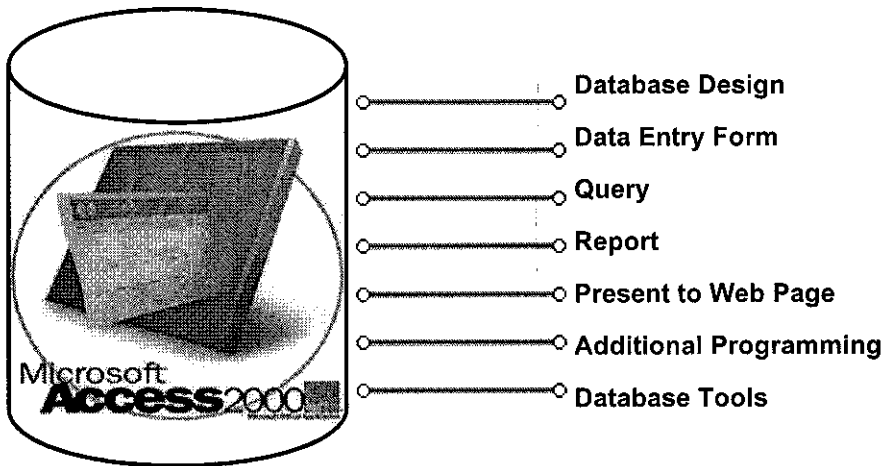 Database Design
Data Entry Form
Query
Report
Present to Web Page
Additional Programming
Database Tools
Microsoft
Access2000